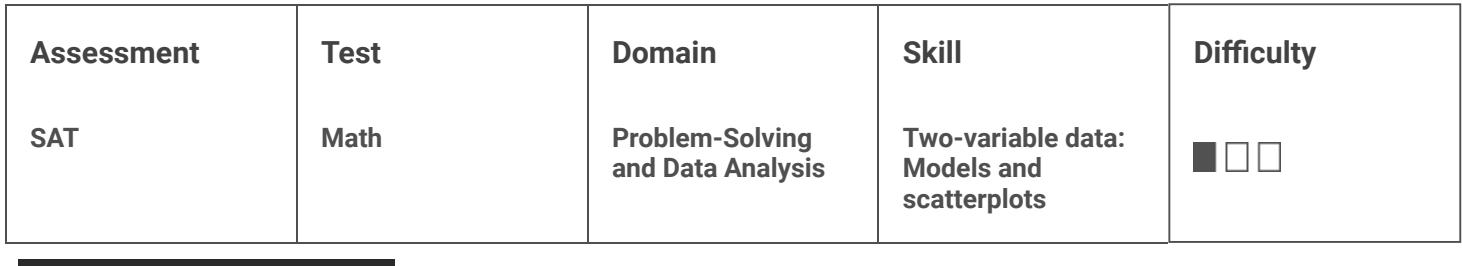 Assessment Test Domain Skill Difficulty
SAT Math Problem-Solving Two-variable data:
and Data Analysis Models and
scatterplots